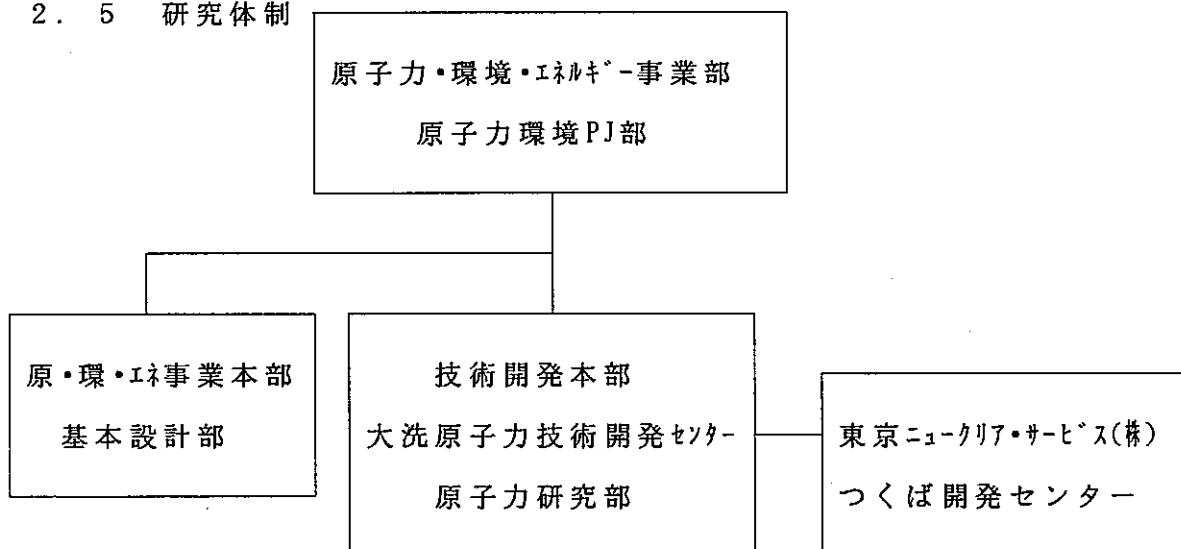 ２．５　研究体制
原子力・環境・ｴﾈﾙｷﾞｰ事業部
原子力環境PJ部
原・環・ｴﾈ事業本部
基本設計部
技術開発本部
大洗原子力技術開発ｾﾝﾀｰ
原子力研究部
東京ﾆｭｰｸﾘｱ・ｻｰﾋﾞｽ(株)
つくば開発センター